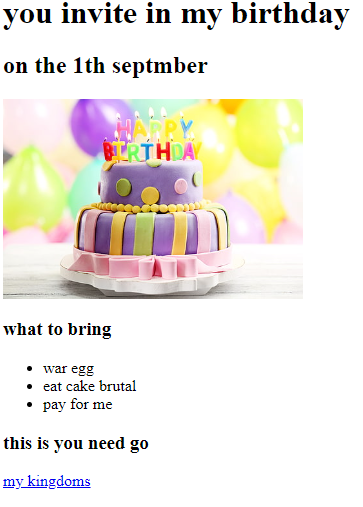 you invite in my birthday
on the 1th septmber
HAPPY
BIRTHDAY
what to bring
war egg
eat cake brutal
pay for me
this is you need go
my kingdoms